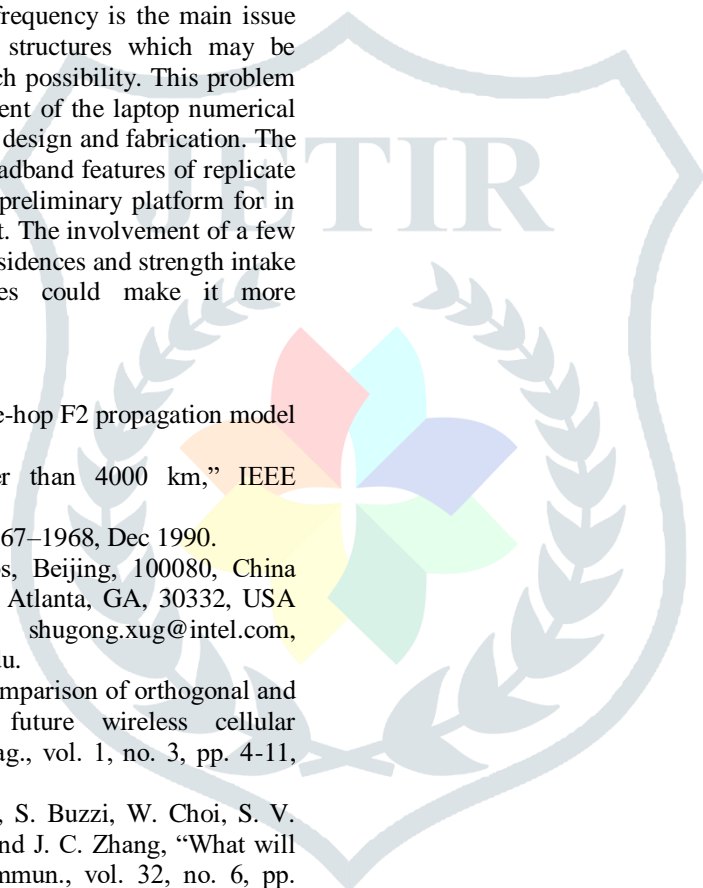 frequency is the main issue
structures which may be
ch possibility. This problem
ent of the laptop numerical
design and fabrication. The
adband features of replicate
preliminary platform for in
t. The involvement of a few
sidences and strength intake
es could make it more
JETIR
e-hop F2 propagation model
er than 4000 km,” IEEE
67–1968, Dec 1990.
os, Beijing, 100080, China
Atlanta, GA, 30332, USA
shugong.xug@intel.com,
du.
omparison of orthogonal and
future wireless cellular
ag., vol. 1, no. 3, pp. 4-11,
, S. Buzzi, W. Choi, S. V.
nd J. C. Zhang, “What will
mmun., vol. 32, no. 6, pp.